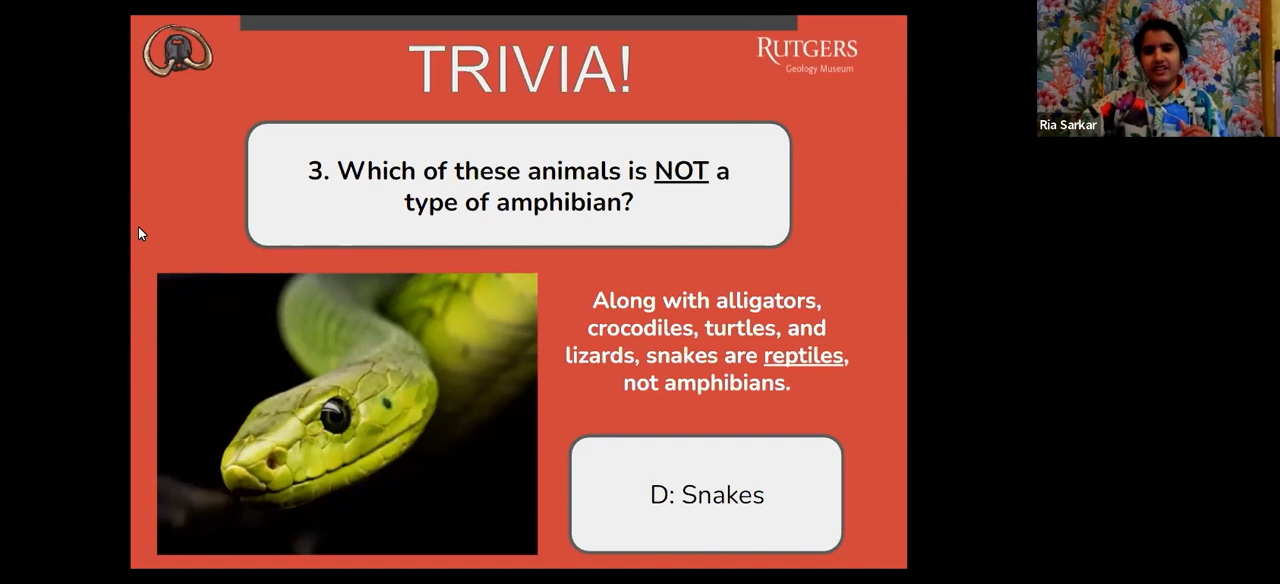 TRIVIA!
RUTGERS
Geology Museum
3. Which of these animals is NOT a
type of amphibian?
Along with alligators,
crocodiles, turtles, and
lizards, snakes are reptiles,
not amphibians.
D: Snakes
Ria Sarkar